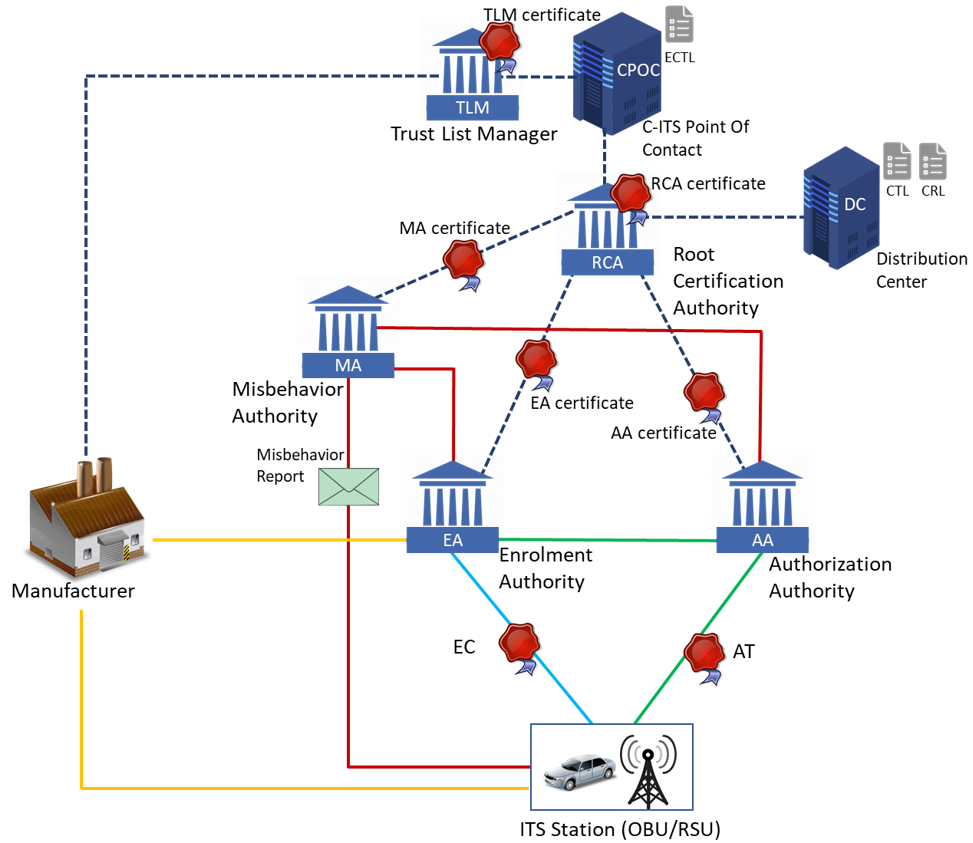 TLM certificate
ECTL
CPOC
TLM
Trust List Manager
C-ITS Point Of
Contact
CTL
CRL
RCA certificate
DC
MA certificate
RCA
Root
Certification
Authority
Distribution
Center
MA
Misbehavior
Authority
EA certificate
AA certificate
Misbehavior
Report
EA
AA
Enrolment
Authority
Authorization
Authority
Manufacturer
EC
AT
ITS Station (OBU/RSU)